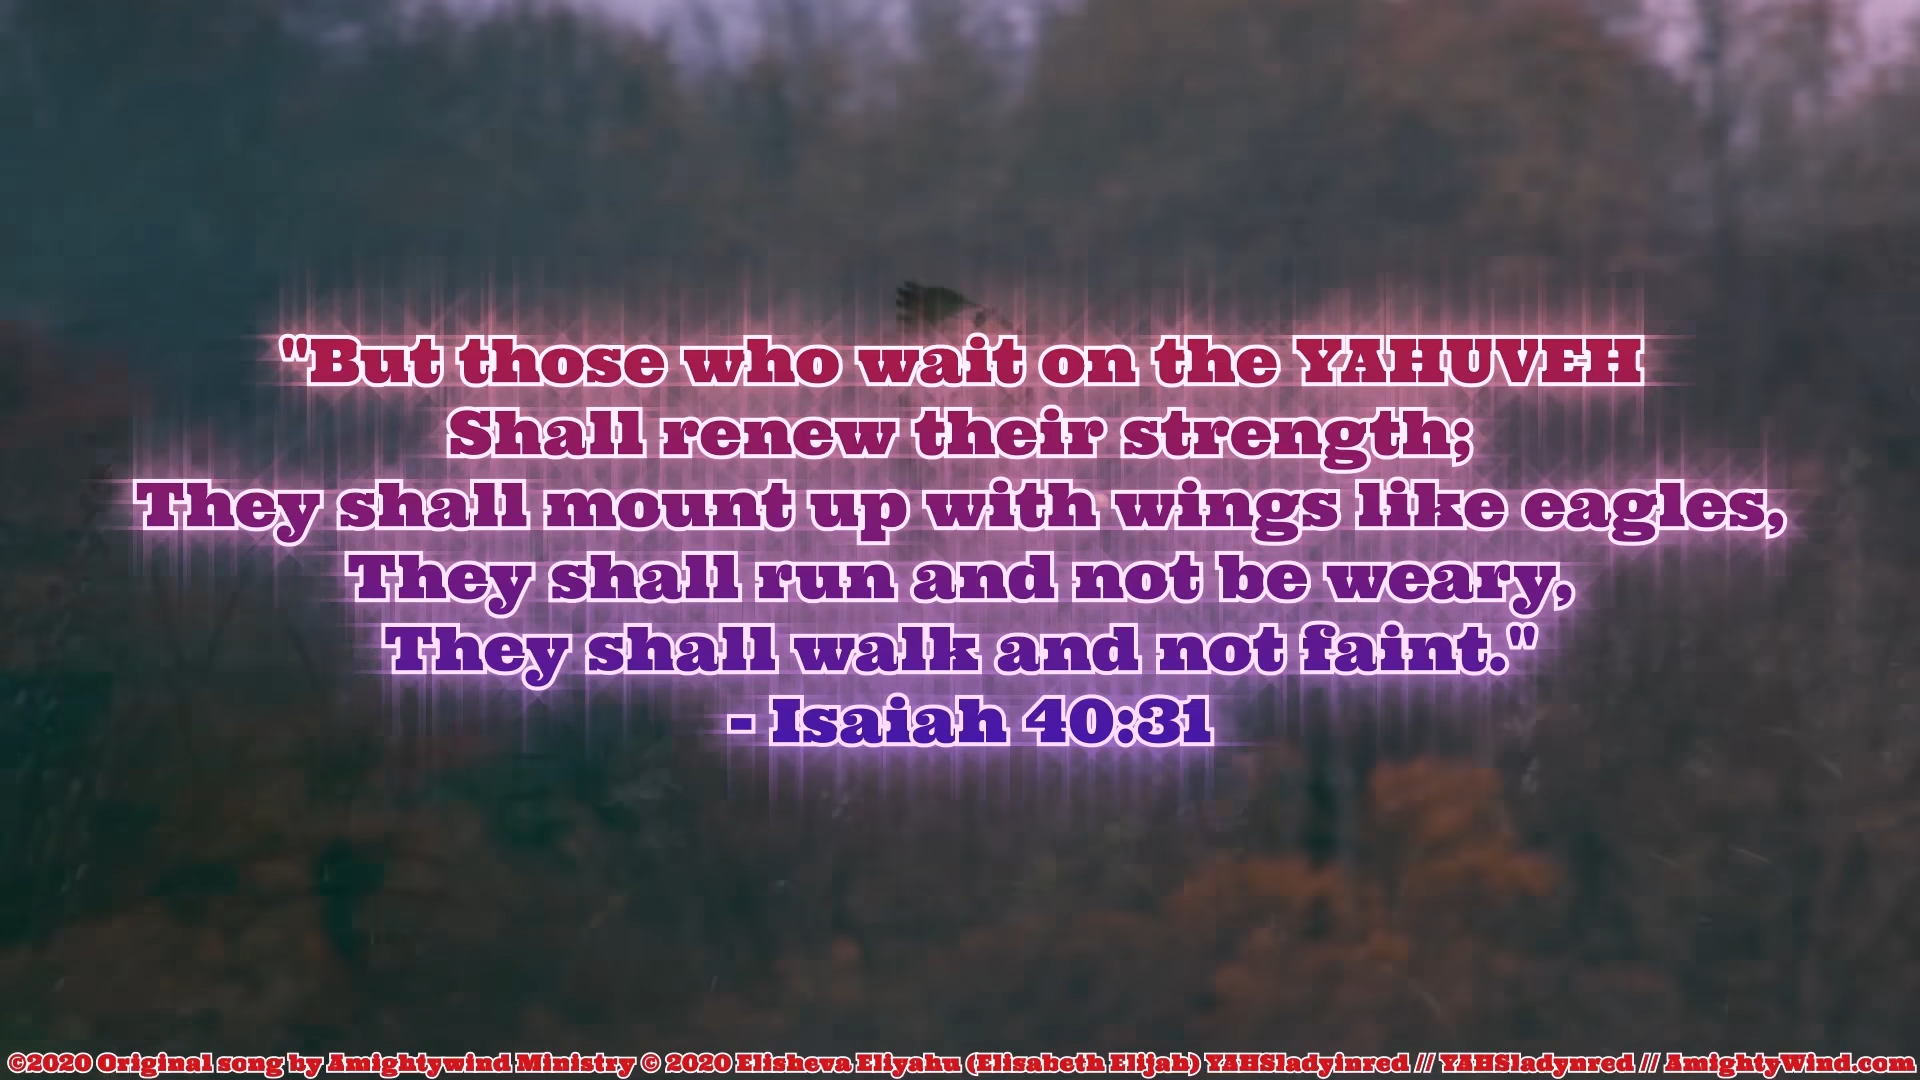 "But those who wait on the YAHUVEH
Shall renew their strength;
They shall mount up with wings like eagles,
They shall run and not be weary,
They shall walk and not faint."
- Isaiah 40:31
©2020 Original song by Amightywind Ministry © 2020 Elisheva Eliyahu (Elisabeth Elijah) YAHSladyinred // YAHSladynred // AmightyWind.com